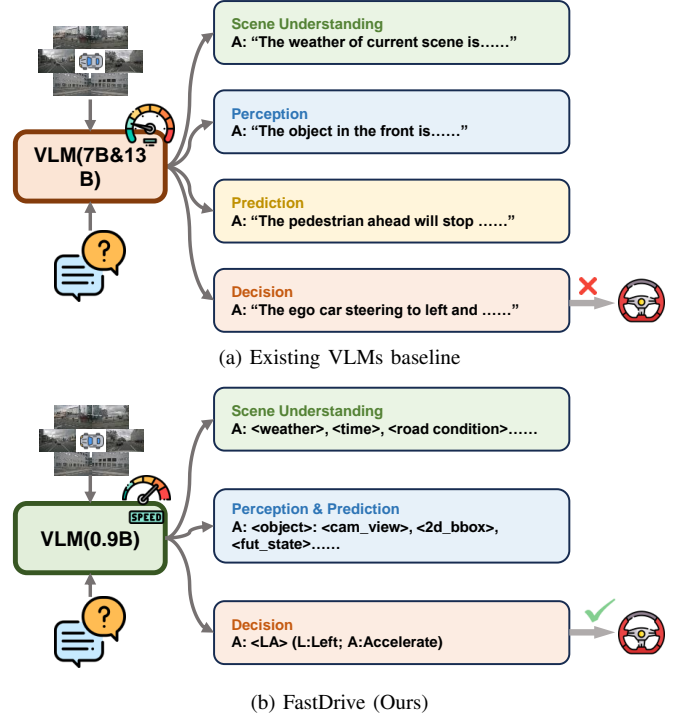 Scene Understanding
A: “The weather of current scene is……”
Perception
A: “The object in the front is……”
VLM(7B&13
B)
Prediction
A: “The pedestrian ahead will stop ……”
?
Decision
A: “The ego car steering to left and ……”
(a) Existing VLMs baseline
Scene Understanding
A: <weather>, <time>, <road condition>……
SPEED
VLM(0.9B)
Perception & Prediction
A: <object>: <cam_view>, <2d_bbox>,
<fut_state>……
?
Decision
A: <LA> (L:Left; A:Accelerate)
(b) FastDrive (Ours)